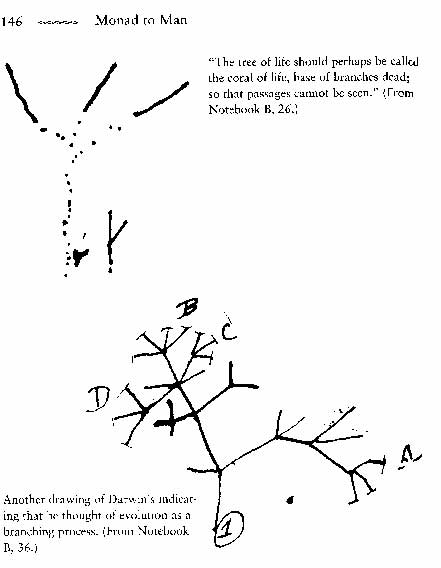 146 Monad to Man
"The tree of life should perhaps be called
the coral of life, base of branches dead;
so that passages cannot be seen." (From
Notebook B, 26.)
B
C
D
A
1
Another drawing of Darwin's indicat-
ing that he thought of evolution as a
branching process. (From Notebook
B, 36.)